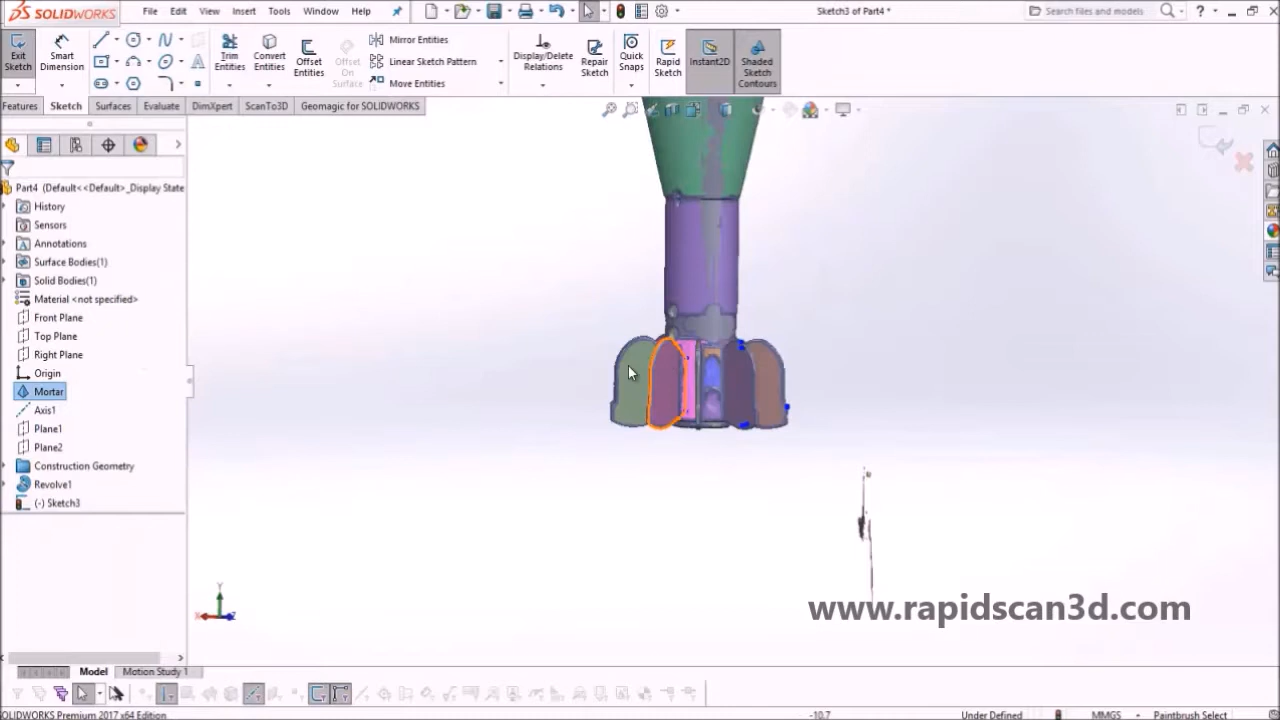 SOLIDWORKS
File Edit View Insert Tools Window Help
Sketch3 of Part4 *
Search files and models
Exit Sketch
Smart Dimension
Trim Entities
Convert Entities
Offset Entities
Offset On Surface
Mirror Entities
Linear Sketch Pattern
Move Entities
Display/Delete Relations
Repair Sketch
Quick Snaps
Rapid Sketch
Instant2D
Shaded Sketch Contours
Features Sketch Surfaces Evaluate DimXpert ScanTo3D Geomagic for SOLIDWORKS
Part4 (Default<<Default>_Display State
History
Sensors
Annotations
Surface Bodies(1)
Solid Bodies(1)
Material <not specified>
Front Plane
Top Plane
Right Plane
Origin
Mortar
Axis1
Plane1
Plane2
Construction Geometry
Revolve1
(-) Sketch3
Y
www.rapidscan3d.com
Model Motion Study 1
SOLIDWORKS Premium 2017 x64 Edition
-10.7 Under Defined MMGS Paintbrush Select